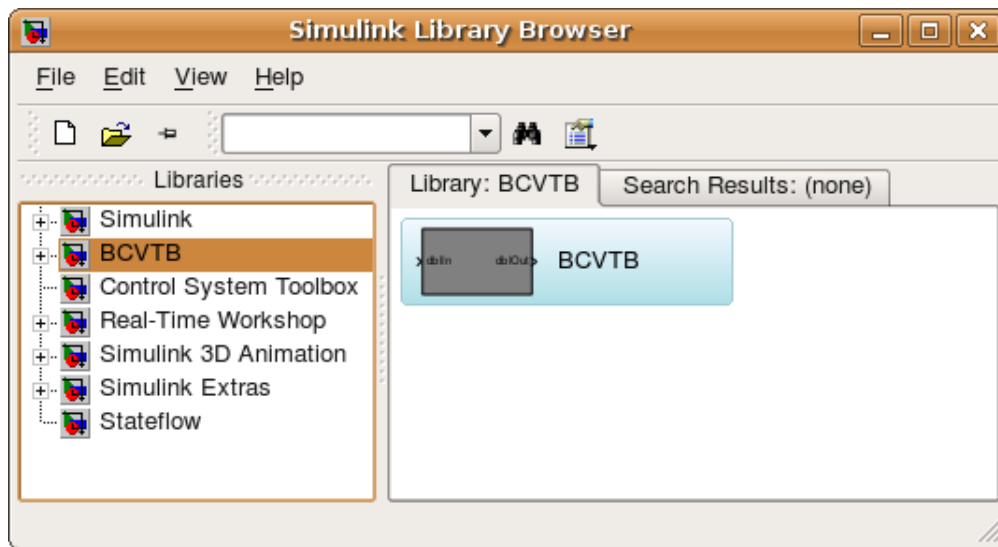 Simulink Library Browser
File Edit View Help
Libraries
Library: BCVTB Search Results: (none)
Simulink
BCVTB
Control System Toolbox
Real-Time Workshop
Simulink 3D Animation
Simulink Extras
Stateflow
dblIn dblOut BCVTB